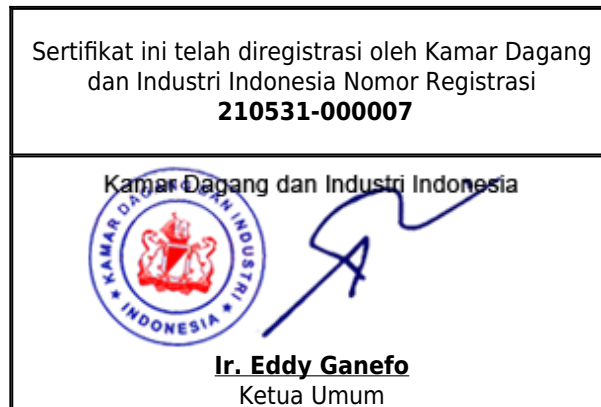 Sertifikat ini telah diregistrasi oleh Kamar Dagang
dan Industri Indonesia Nomor Registrasi
210531-000007
Kamar Dagang dan Industri Indonesia
KAMAR DAGANG DAN INDUSTRI
INDONESIA
Ir. Eddy Ganefo
Ketua Umum